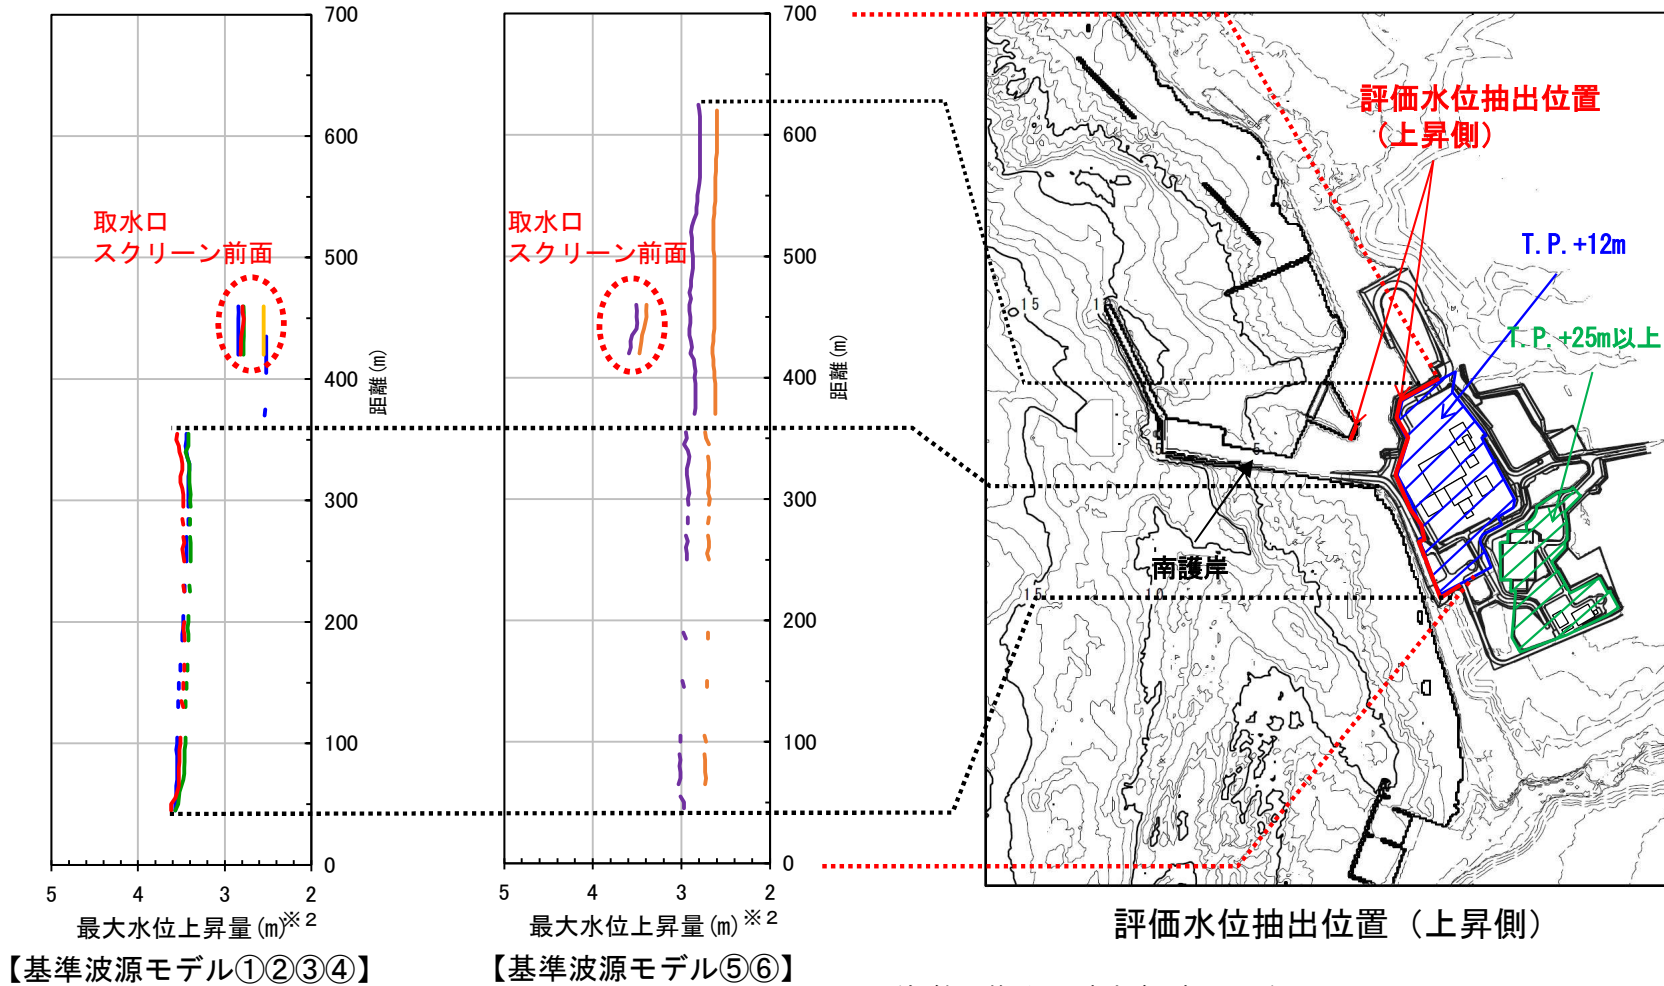 700
600
500
400
300
200
100
0
距離(m)
取水口
スクリーン前面
5 4 3 2
最大水位上昇量(m)※2
【基準波源モデル①②③④】
700
600
500
400
300
200
100
0
距離(m)
取水口
スクリーン前面
5 4 3 2
最大水位上昇量(m)※2
【基準波源モデル⑤⑥】
評価水位抽出位置
（上昇側）
T.P.+12m
T.P.+25m以上
15
南護岸
15
10
評価水位抽出位置（上昇側）